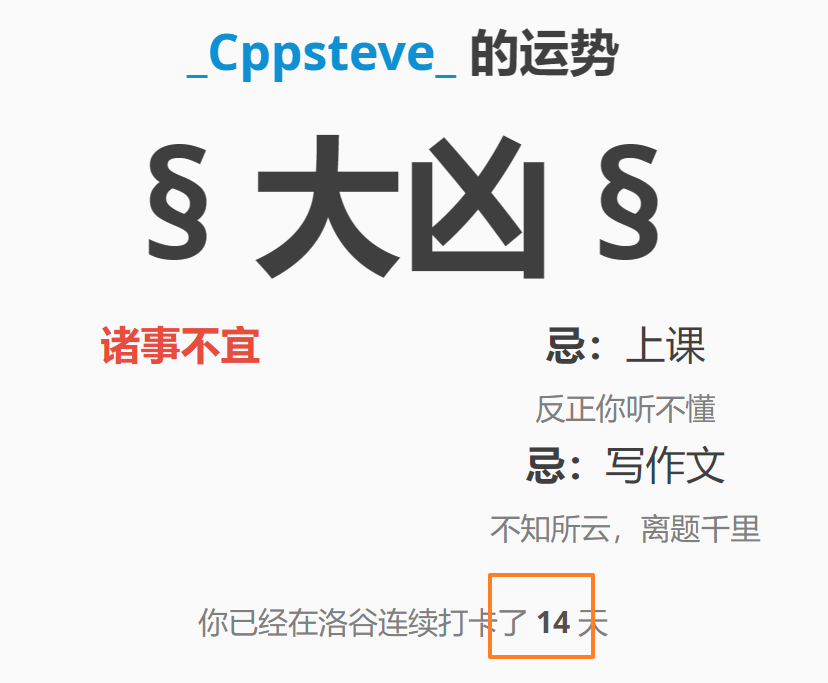 _Cppsteve_ 的运势
§ 大凶 §
诸事不宜
忌：上课
反正你听不懂
忌：写作文
不知所云，离题千里
你已经在洛谷连续打卡了 14 天